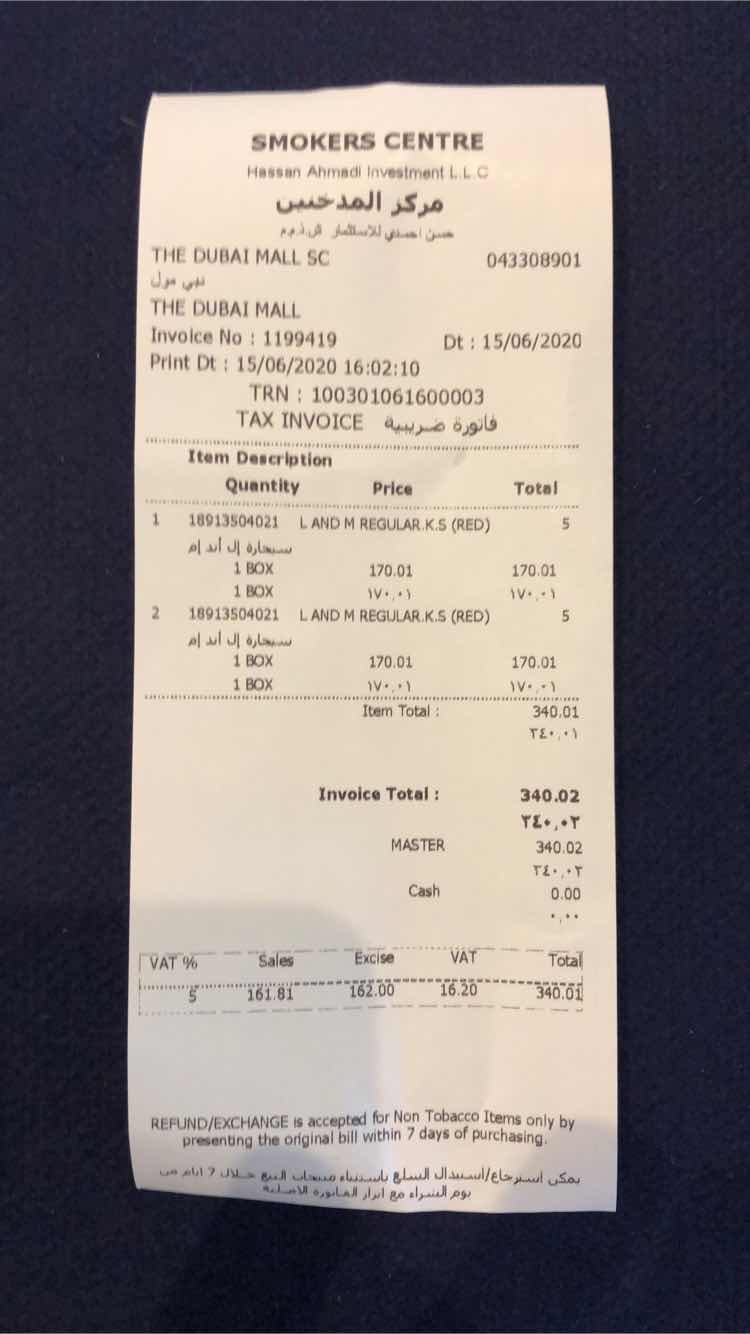 SMOKERS CENTRE
Hassan Ahmadi Investment L.L.C
مركز المدخنين
حسن احمدي للاستثمار ش.ذ.م.م
THE DUBAI MALL SC 043308901
دبي مول
THE DUBAI MALL
Invoice No : 1199419 Dt : 15/06/2020
Print Dt : 15/06/2020 16:02:10
TRN : 100301061600003
TAX INVOICE فاتورة ضريبية
Item Description
Quantity Price Total
1 18913504021 L AND M REGULAR.K.S (RED) 5
سيجارة إل أند إم
1 BOX 170.01 170.01
1 BOX ١٧٠,٠١ ١٧٠,٠١
2 18913504021 L AND M REGULAR.K.S (RED) 5
سيجارة إل أند إم
1 BOX 170.01 170.01
1 BOX ١٧٠,٠١ ١٧٠,٠١
Item Total : 340.01
٣٤٠,٠١
Invoice Total : 340.02
٣٤٠,٠٢
MASTER 340.02
٣٤٠,٠٢
Cash 0.00
٠,٠٠
VAT % Sales Excise VAT Total
5 161.81 162.00 16.20 340.01
REFUND/EXCHANGE is accepted for Non Tobacco Items only by
presenting the original bill within 7 days of purchasing.
يمكن استرجاع/استبدال السلع باستثناء منتجات التبغ خلال 7 ايام من
يوم الشراء مع ابراز الفاتورة الاصلية